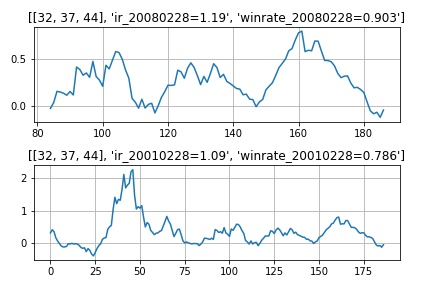 [[32, 37, 44], 'ir_20080228=1.19', 'winrate_20080228=0.903']
0.5
0.0
80 100 120 140 160 180
[[32, 37, 44], 'ir_20010228=1.09', 'winrate_20010228=0.786']
2
1
0
0 25 50 75 100 125 150 175